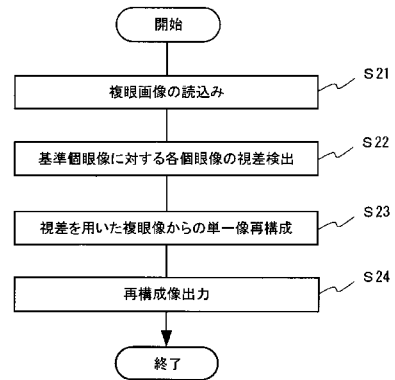 開始
複眼画像の読込み
S21
基準個眼像に対する各個眼像の視差検出
S22
視差を用いた複眼像からの単一像再構成
S23
再構成像出力
S24
終了